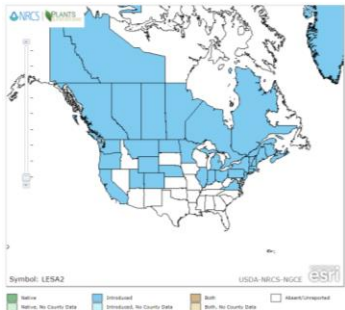 NRCS PLANTS
Symbol: LESA2 USDA-NRCS-NGCE esri
Native Introduced Both Absent/Unreported
Native, No County Data Introduced, No County Data Both, No County Data